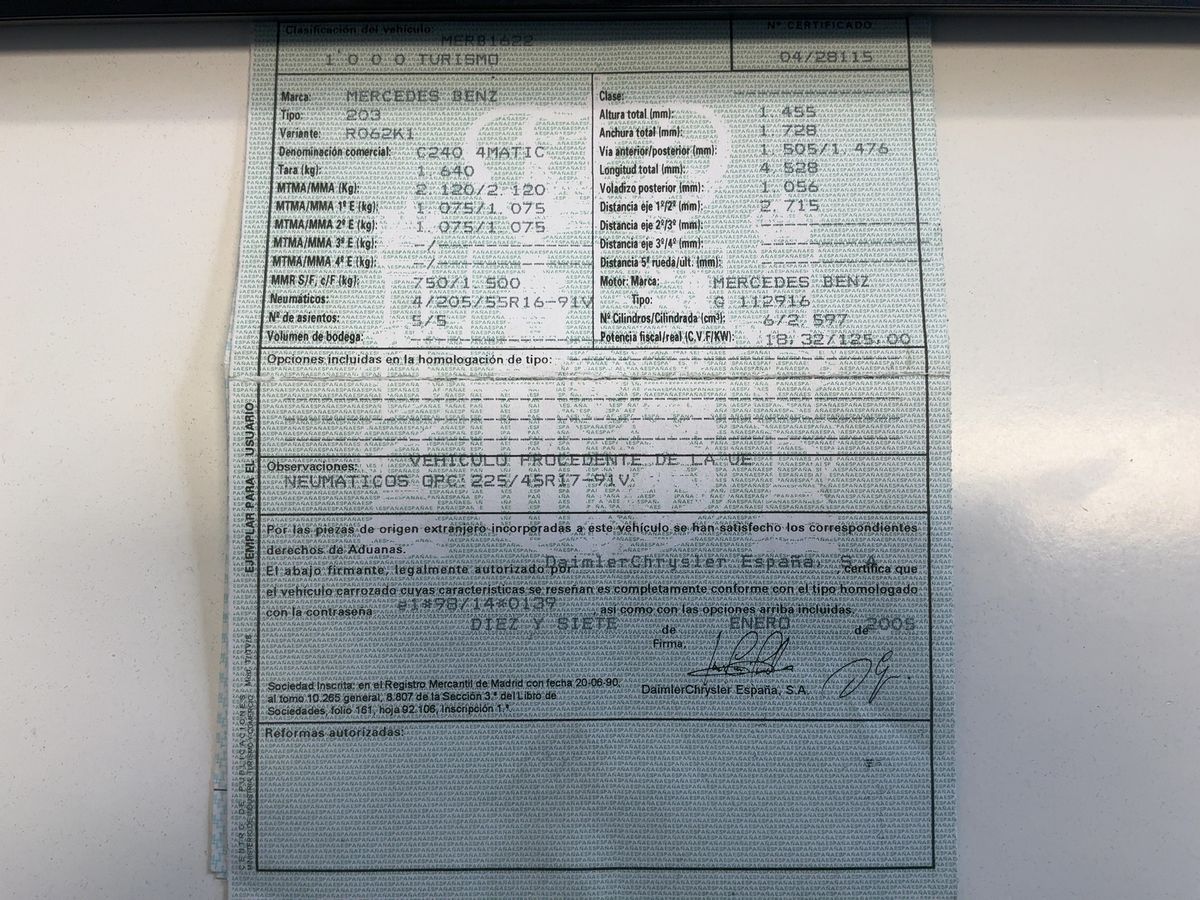 Clasificación del vehículo:
MERB1622
1'0 0 0 TURISMO
Nº CERTIFICADO
04/28115
Marca: MERCEDES BENZ
Tipo: 203
Variante: R062K1
Denominación comercial: C240 4MATIC
Tara (kg): 1.640
MTMA/MMA (Kg) 2.120/2.120
MTMA/MMA 1º E (kg): 1.075/1.075
MTMA/MMA 2º E (kg): 1.075/1.075
MTMA/MMA 3º E (kg): -/-
MTMA/MMA 4º E (kg): -/-
MMR S/F, c/F (kg): 750/1.500
Neumáticos: 4/205/55R16-91V
Nº de asientos: 5/5
Volumen de bodega:
Clase:
Altura total (mm): 1.455
Anchura total (mm): 1.728
Vía anterior/posterior (mm): 1.505/1.476
Longitud total (mm): 4.528
Voladizo posterior (mm): 1.056
Distancia eje 1º/2º (mm): 2.715
Distancia eje 2º/3º (mm):
Distancia eje 3º/4º (mm):
Distancia 5ª rueda/últ. (mm):
Motor: Marca: MERCEDES BENZ
Tipo: G 112916
Nº Cilindros/Cilindrada (cm³): 6/2.597
Potencia fiscal/real (C.V.F/KW): 18,32/125,00
Opciones incluidas en la homologación de tipo:
Observaciones: VEHICULO PROCEDENTE DE LA UE
NEUMATICOS OPC:225/45R17-91V
Por las piezas de origen extranjero incorporadas a este vehículo se han satisfecho los correspondientes
derechos de Aduanas.
El abajo firmante, legalmente autorizado por DaimlerChrysler España, S.A. , certifica que
el vehículo carrozado cuyas características se reseñan es completamente conforme con el tipo homologado
con la contraseña e1*98/14*0139 , así como con las opciones arriba incluidas.
DIEZ Y SIETE de ENERO de 2005
Firma,
Sociedad Inscrita: en el Registro Mercantil de Madrid con fecha 20-06-90,
al tomo 10.265 general, 8.807 de la Sección 3.ª del Libro de
Sociedades, folio 161, hoja 92.106, Inscripción 1.ª.
DaimlerChrysler España, S.A.
Reformas autorizadas:
EJEMPLAR PARA EL USUARIO
CENTRO DE PUBLICACIONES
MINISTERIO DE INDUSTRIA, TURISMO Y COMERCIO